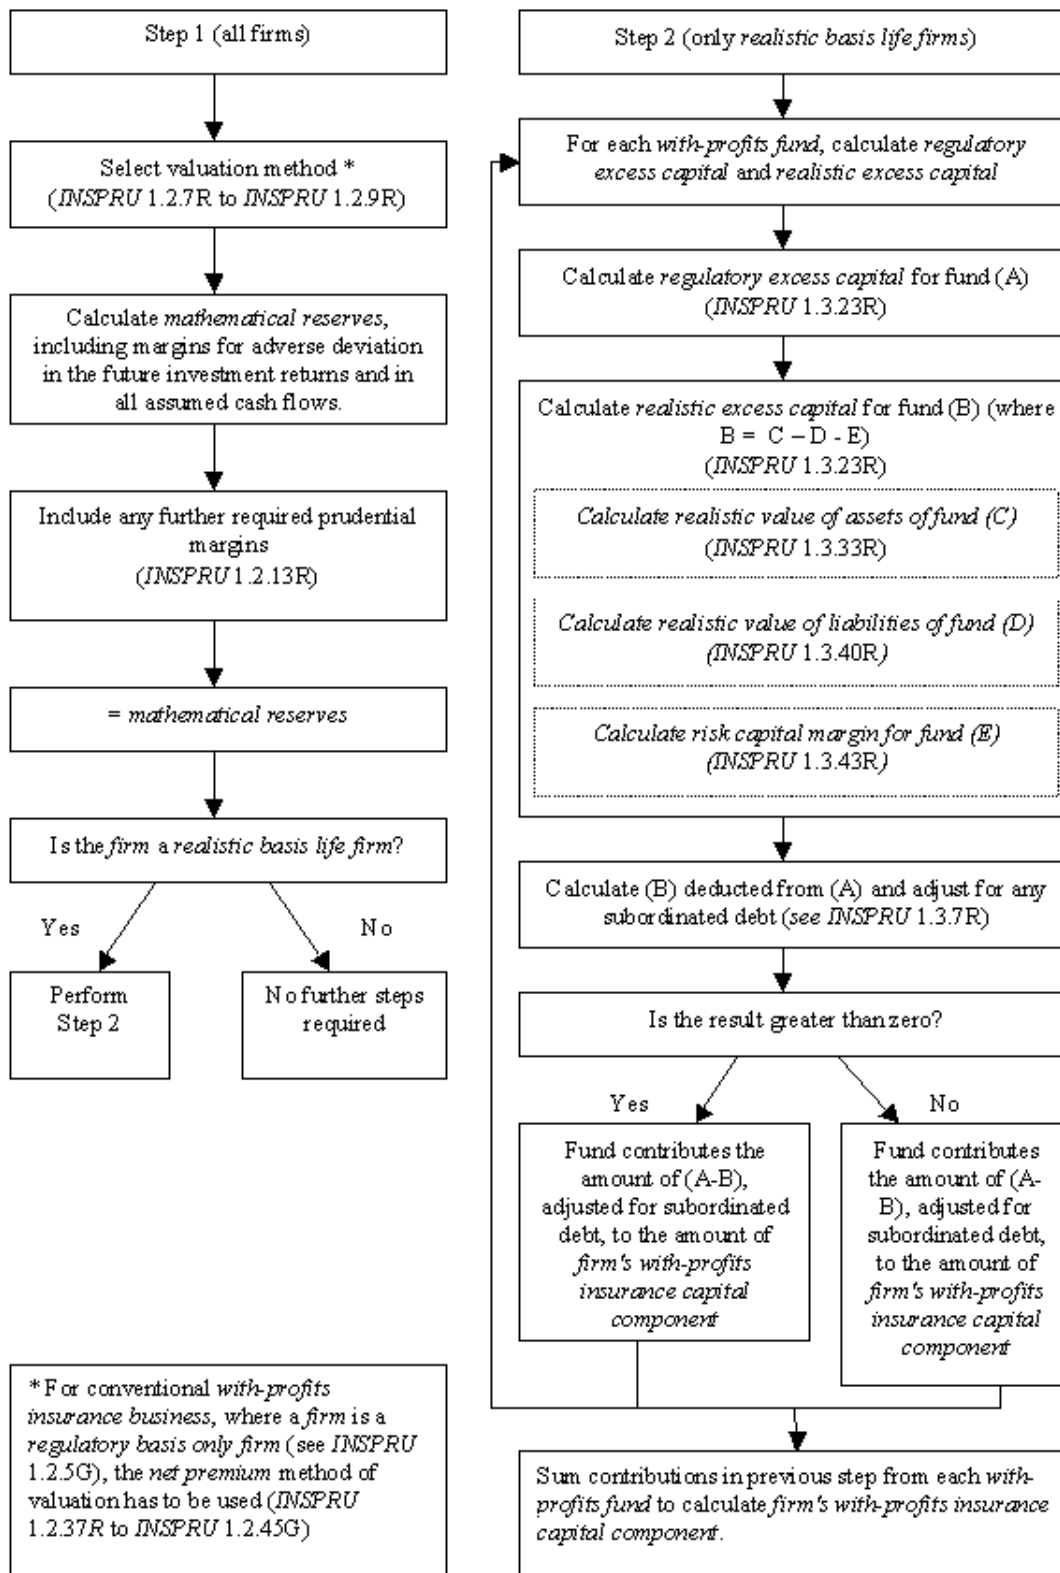 Step 1 (all firms)
Select valuation method *
(INSPRU 1.2.7R to INSPRU 1.2.9R)
Calculate mathematical reserves,
including margins for adverse deviation
in the future investment returns and in
all assumed cash flows.
Include any further required prudential
margins
(INSPRU 1.2.13R)
= mathematical reserves
Is the firm a realistic basis life firm?
Yes
No
Perform
Step 2
No further steps
required
* For conventional with-profits
insurance business, where a firm is a
regulatory basis only firm (see INSPRU
1.2.5G), the net premium method of
valuation has to be used (INSPRU
1.2.37R to INSPRU 1.2.45G)
Step 2 (only realistic basis life firms)
For each with-profits fund, calculate regulatory
excess capital and realistic excess capital
Calculate regulatory excess capital for fund (A)
(INSPRU 1.3.23R)
Calculate realistic excess capital for fund (B) (where
B = C – D - E)
(INSPRU 1.3.23R)
Calculate realistic value of assets of fund (C)
(INSPRU 1.3.33R)
Calculate realistic value of liabilities of fund (D)
(INSPRU 1.3.40R)
Calculate risk capital margin for fund (E)
(INSPRU 1.3.43R)
Calculate (B) deducted from (A) and adjust for any
subordinated debt (see INSPRU 1.3.7R)
Is the result greater than zero?
Yes
No
Fund contributes the
amount of (A-B),
adjusted for subordinated
debt, to the amount of
firm's with-profits
insurance capital
component
Fund contributes
the amount of (A-
B), adjusted for
subordinated debt,
to the amount of
firm's with-profits
insurance capital
component
Sum contributions in previous step from each with-
profits fund to calculate firm's with-profits insurance
capital component.